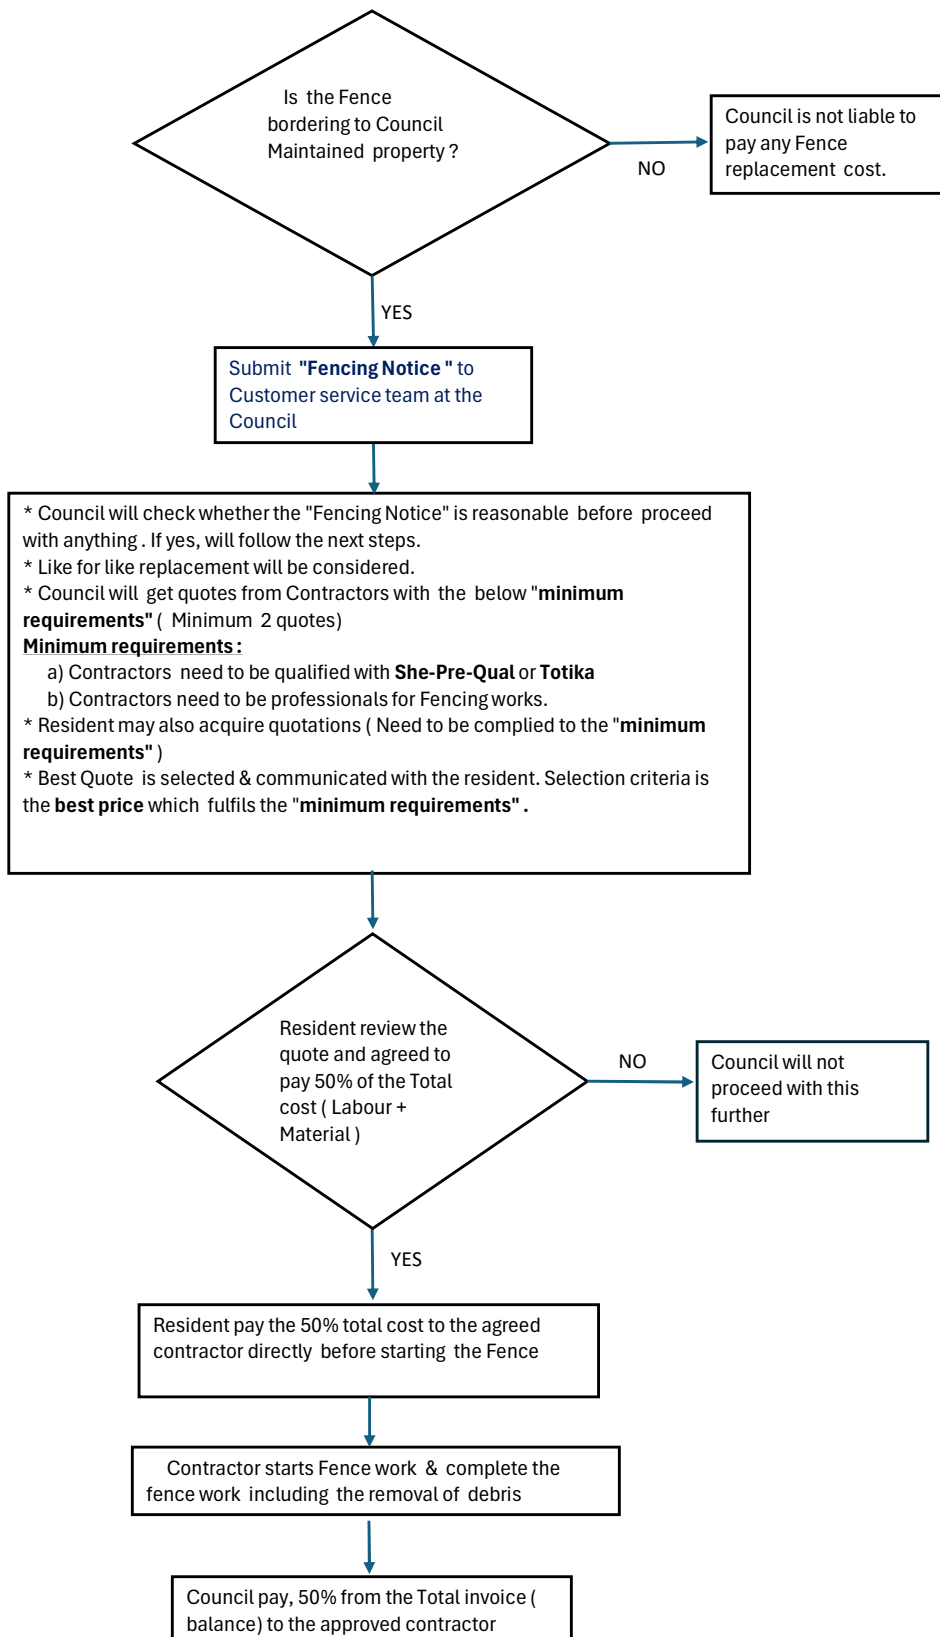 Is the Fence
bordering to Council
Maintained property ?
Council is not liable to
pay any Fence
replacement cost.
NO
YES
Submit "Fencing Notice " to
Customer service team at the
Council
* Council will check whether the "Fencing Notice" is reasonable before proceed
with anything . If yes, will follow the next steps.
* Like for like replacement will be considered.
* Council will get quotes from Contractors with the below "minimum
requirements" ( Minimum 2 quotes)
Minimum requirements :
a) Contractors need to be qualified with She-Pre-Qual or Totika
b) Contractors need to be professionals for Fencing works.
* Resident may also acquire quotations ( Need to be complied to the "minimum
requirements" )
* Best Quote is selected & communicated with the resident. Selection criteria is
the best price which fulfils the "minimum requirements" .
Resident review the
quote and agreed to
pay 50% of the Total
cost ( Labour +
Material )
NO
Council will not
proceed with this
further
YES
Resident pay the 50% total cost to the agreed
contractor directly before starting the Fence
Contractor starts Fence work & complete the
fence work including the removal of debris
Council pay, 50% from the Total invoice (
balance) to the approved contractor